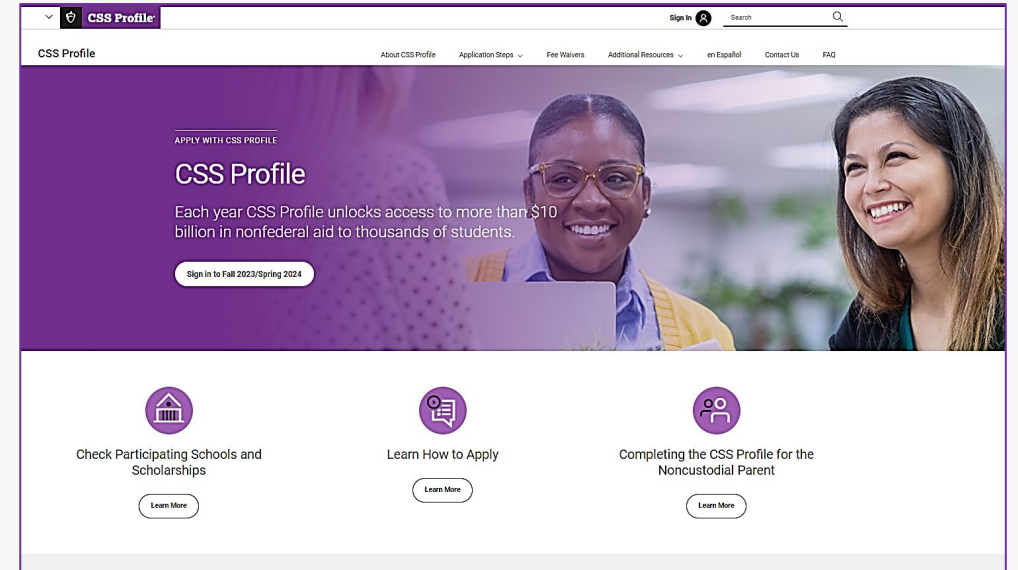 CSS Profile
Sign In
Search
CSS Profile
About CSS Profile
Application Steps
Fee Waivers
Additional Resources
en Español
Contact Us
FAQ
APPLY WITH CSS PROFILE
CSS Profile
Each year CSS Profile unlocks access to more than $10
billion in nonfederal aid to thousands of students.
Sign in to Fall 2023/Spring 2024
Check Participating Schools and
Scholarships
Learn More
Learn How to Apply
Learn More
Completing the CSS Profile for the
Noncustodial Parent
Learn More